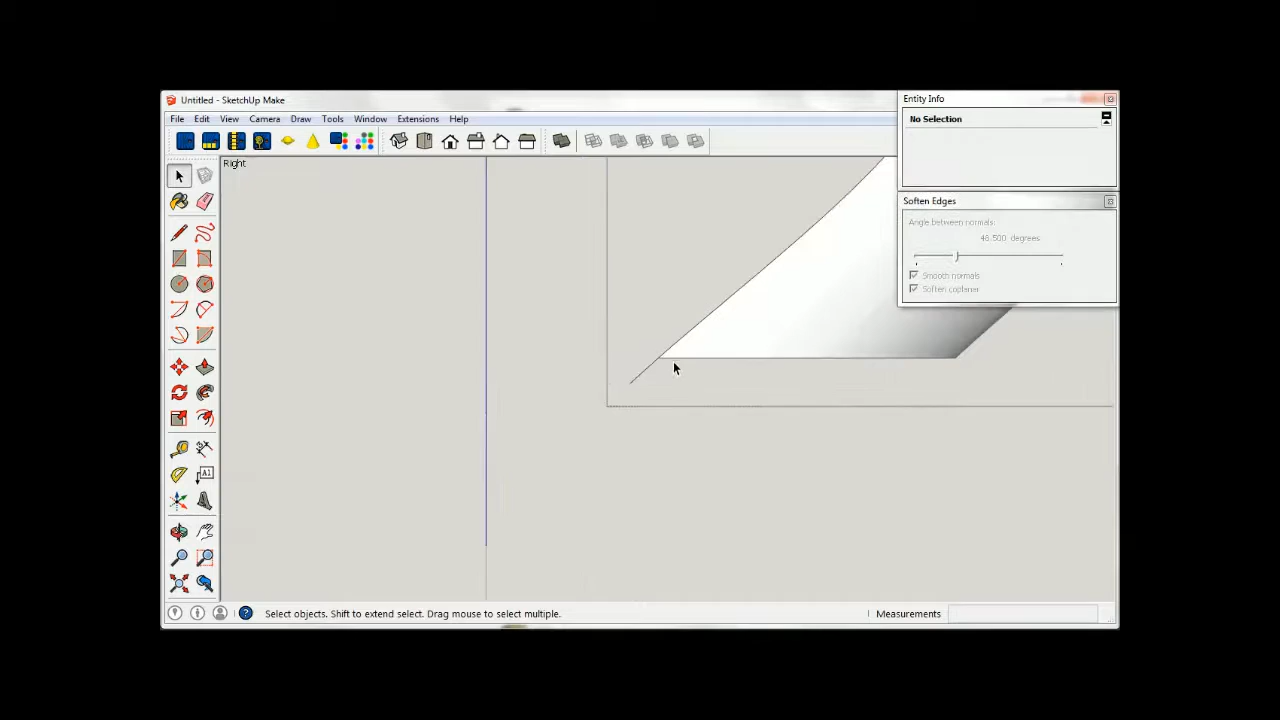 Untitled - SketchUp Make
File Edit View Camera Draw Tools Window Extensions Help
Entity Info
No Selection
Right
Soften Edges
Angle between normals:
46.500 degrees
Smooth normals
Soften coplanar
A1
Select objects. Shift to extend select. Drag mouse to select multiple.
Measurements